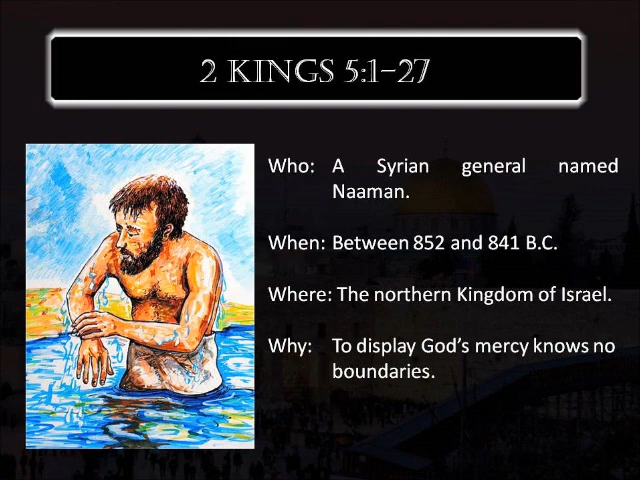 2 KINGS 5:1-27
Who: A Syrian general named
Naaman.
When: Between 852 and 841 B.C.
Where: The northern Kingdom of Israel.
Why: To display God's mercy knows no
boundaries.